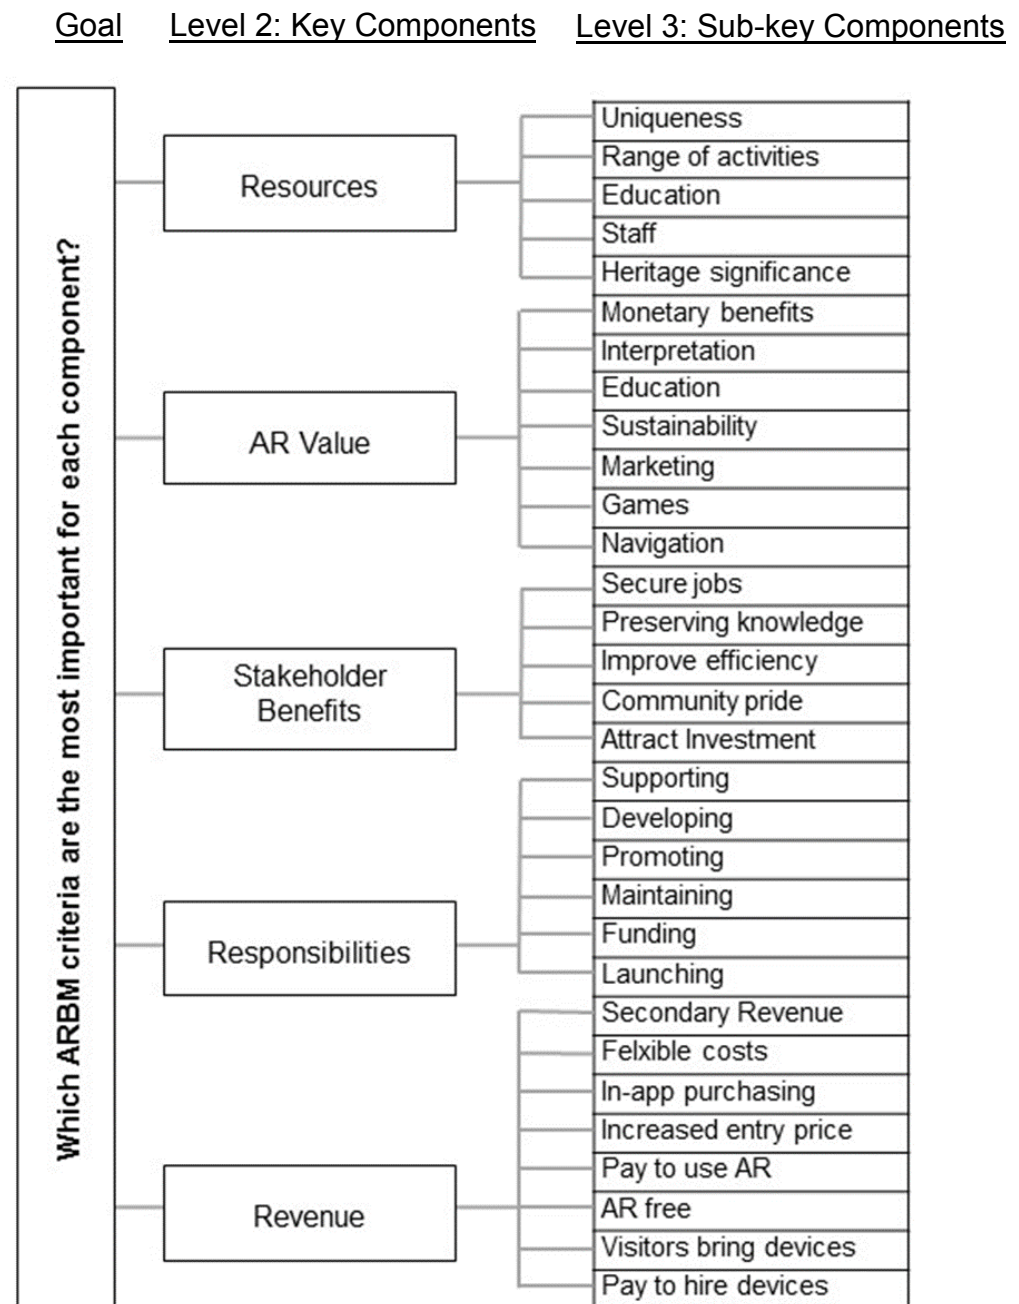 Goal
Level 2: Key Components
Level 3: Sub-key Components
Which ARBM criteria are the most important for each component?
Resources
Uniqueness
Range of activities
Education
Staff
Heritage significance
AR Value
Monetary benefits
Interpretation
Education
Sustainability
Marketing
Games
Navigation
Stakeholder
Benefits
Secure jobs
Preserving knowledge
Improve efficiency
Community pride
Attract Investment
Responsibilities
Supporting
Developing
Promoting
Maintaining
Funding
Launching
Revenue
Secondary Revenue
Felxible costs
In-app purchasing
Increased entry price
Pay to use AR
AR free
Visitors bring devices
Pay to hire devices